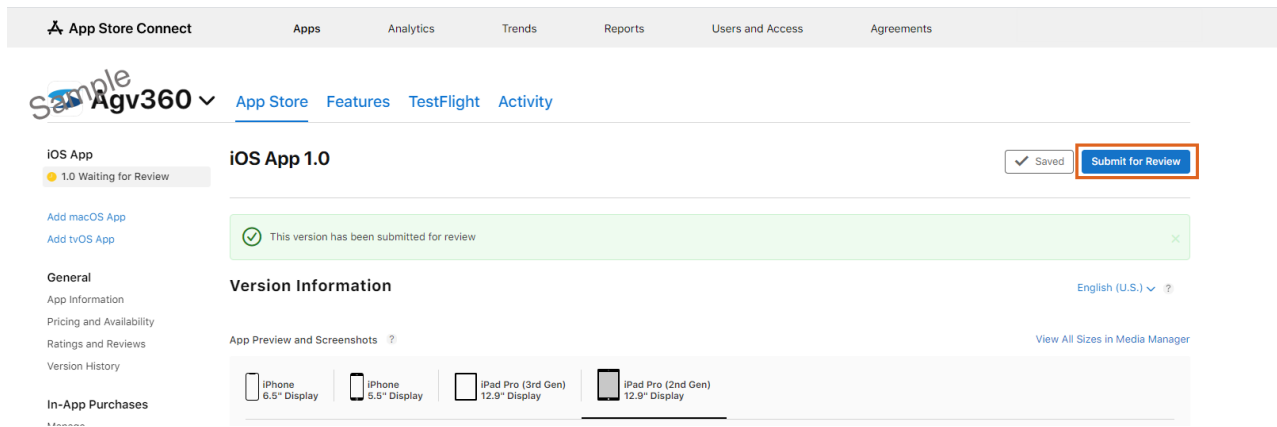 App Store Connect
Apps
Analytics
Trends
Reports
Users and Access
Agreements
Sample
Agv360
App Store
Features
TestFlight
Activity
iOS App
1.0 Waiting for Review
Add macOS App
Add tvOS App
General
App Information
Pricing and Availability
Ratings and Reviews
Version History
In-App Purchases
Manage
iOS App 1.0
Saved
Submit for Review
This version has been submitted for review
Version Information
English (U.S.)
?
App Preview and Screenshots
?
View All Sizes in Media Manager
iPhone
6.5" Display
iPhone
5.5" Display
iPad Pro (3rd Gen)
12.9" Display
iPad Pro (2nd Gen)
12.9" Display